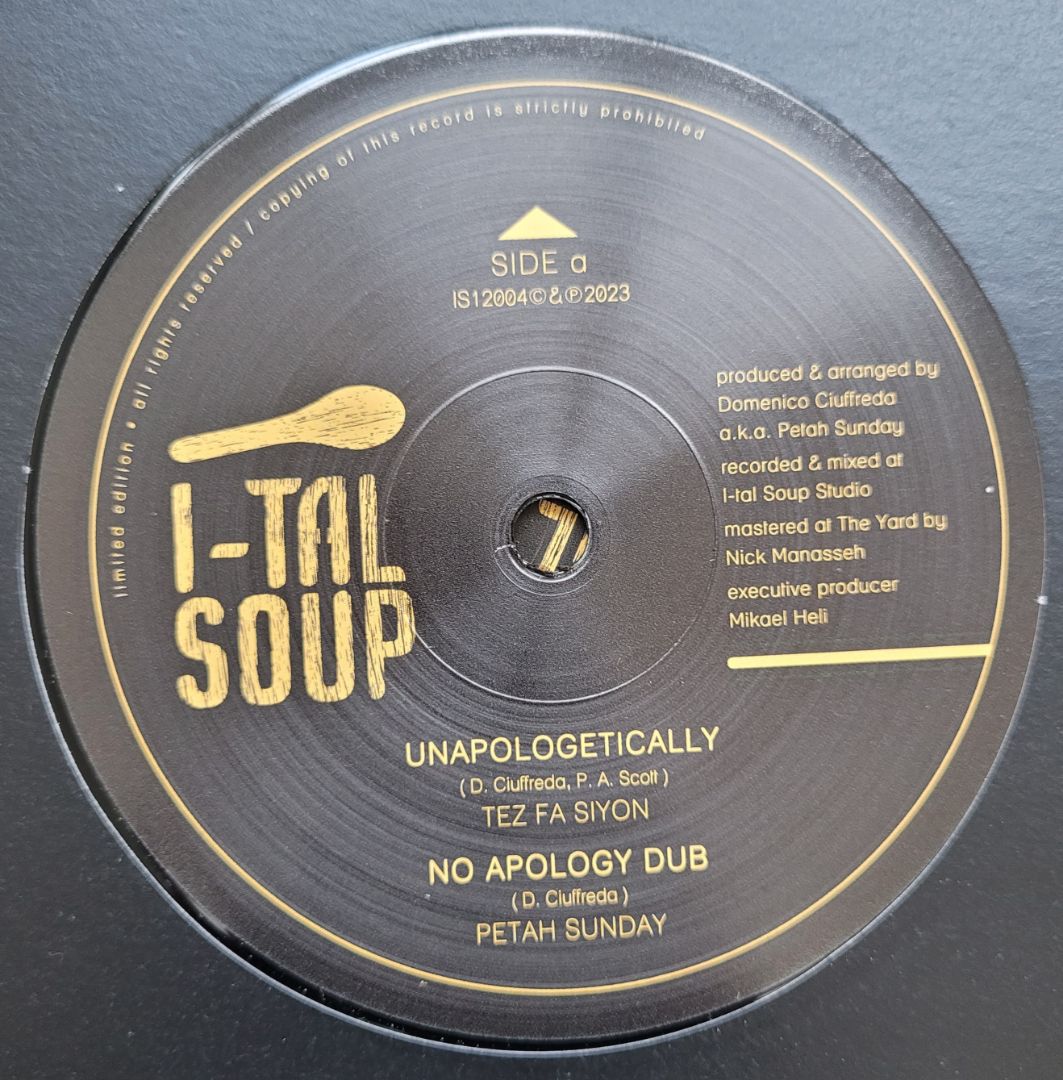 limited edition • all rights reserved / copying of this record is strictly prohibited
SIDE a
IS12004©&℗2023
I-TAL
SOUP
produced & arranged by
Domenico Ciuffreda
a.k.a. Petah Sunday
recorded & mixed at
I-tal Soup Studio
mastered at The Yard by
Nick Manasseh
executive producer
Mikael Heli
UNAPOLOGETICALLY
( D. Ciuffreda, P. A. Scott )
TEZ FA SIYON
NO APOLOGY DUB
( D. Ciuffreda )
PETAH SUNDAY